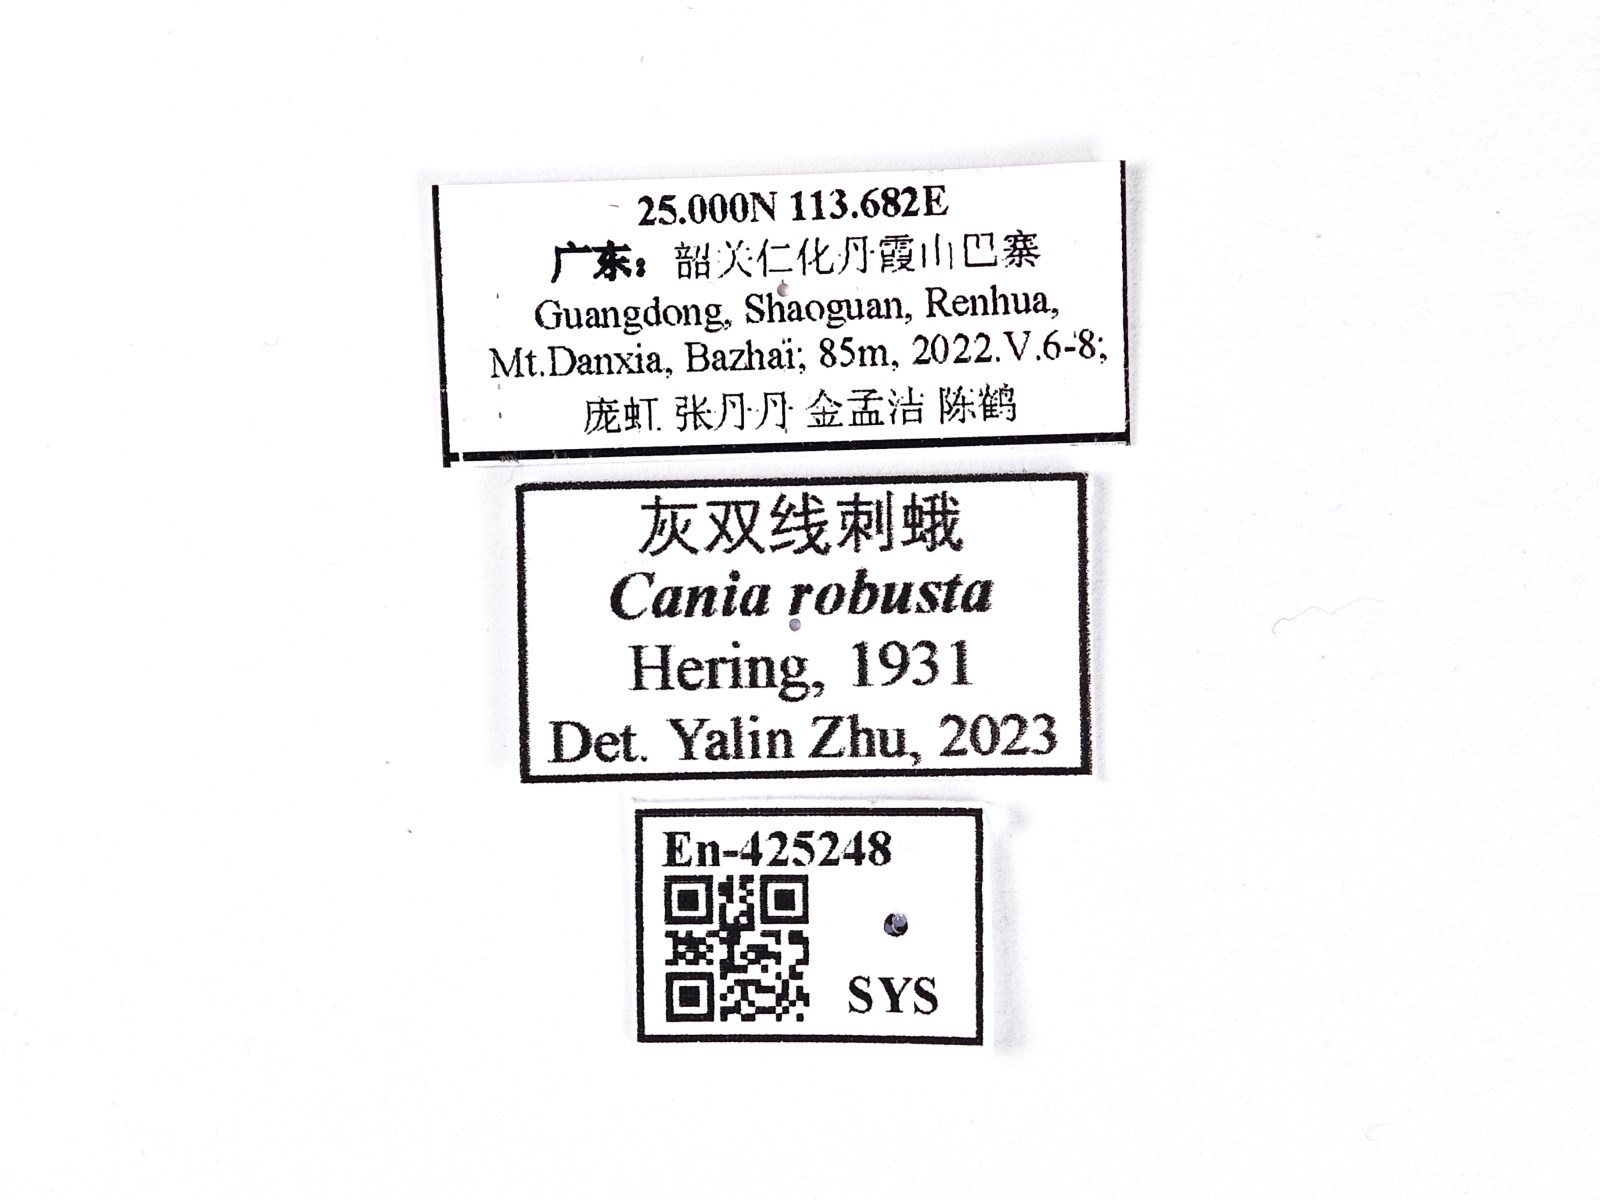 25.000N 113.682E
广东：韶关仁化丹霞山巴寨
Guangdong, Shaoguan, Renhua,
Mt.Danxia, Bazhai; 85m, 2022.V.6-8;
庞虹 张丹丹 金孟洁 陈鹤
灰双线刺蛾
Cania robusta
Hering, 1931
Det. Yalin Zhu, 2023
En-425248
SYS